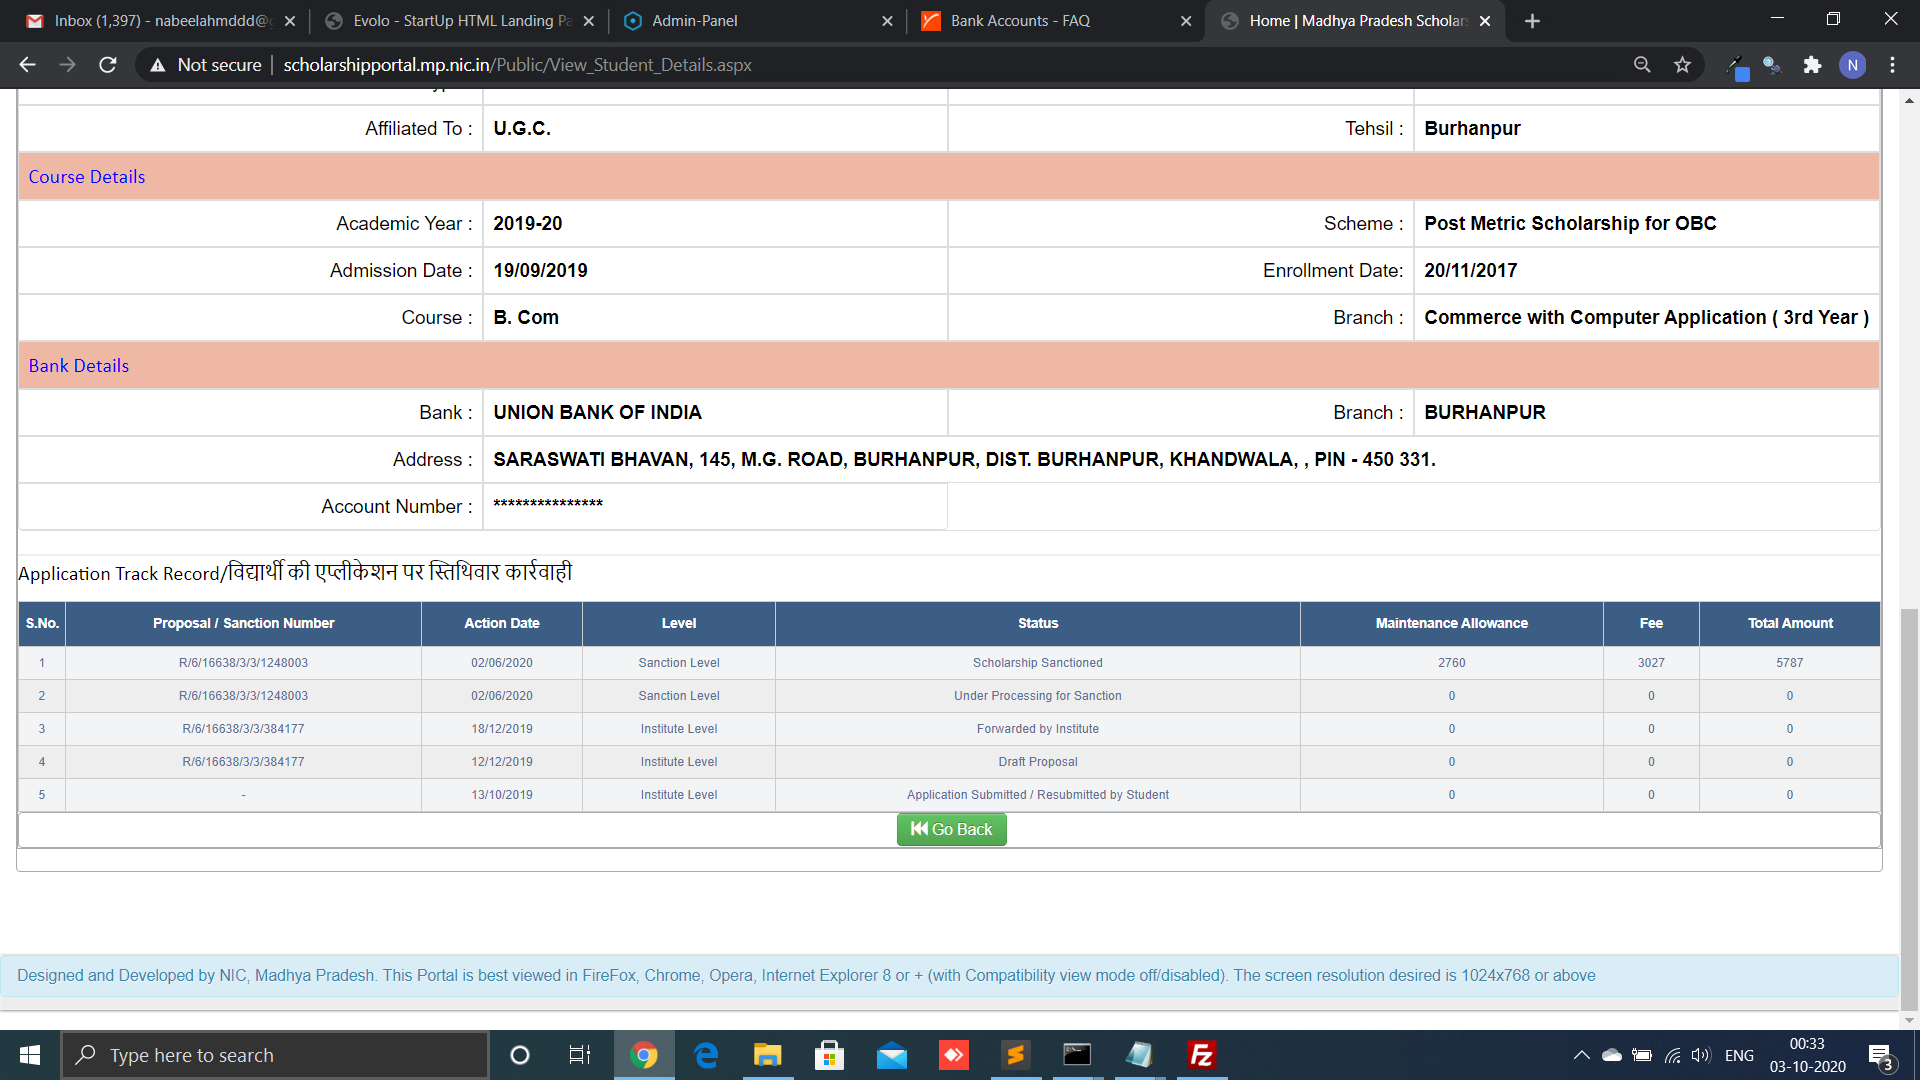 Inbox (1,397) - nabeelahmddd@g
Evolo - StartUp HTML Landing Pa
Admin-Panel
Bank Accounts - FAQ
Home | Madhya Pradesh Scholars
Not secure | scholarshipportal.mp.nic.in/Public/View_Student_Details.aspx
N
Affiliated To : U.G.C. Tehsil : Burhanpur
Course Details
Academic Year : 2019-20 Scheme : Post Metric Scholarship for OBC
Admission Date : 19/09/2019 Enrollment Date: 20/11/2017
Course : B. Com Branch : Commerce with Computer Application ( 3rd Year )
Bank Details
Bank : UNION BANK OF INDIA Branch : BURHANPUR
Address : SARASWATI BHAVAN, 145, M.G. ROAD, BURHANPUR, DIST. BURHANPUR, KHANDWALA, , PIN - 450 331.
Account Number : ***************
Application Track Record/विद्यार्थी की एप्लीकेशन पर स्तिथिवार कार्रवाही
S.No. Proposal / Sanction Number Action Date Level Status Maintenance Allowance Fee Total Amount
1 R/6/16638/3/3/1248003 02/06/2020 Sanction Level Scholarship Sanctioned 2760 3027 5787
2 R/6/16638/3/3/1248003 02/06/2020 Sanction Level Under Processing for Sanction 0 0 0
3 R/6/16638/3/3/384177 18/12/2019 Institute Level Forwarded by Institute 0 0 0
4 R/6/16638/3/3/384177 12/12/2019 Institute Level Draft Proposal 0 0 0
5 - 13/10/2019 Institute Level Application Submitted / Resubmitted by Student 0 0 0
Go Back
Designed and Developed by NIC, Madhya Pradesh. This Portal is best viewed in FireFox, Chrome, Opera, Internet Explorer 8 or + (with Compatibility view mode off/disabled). The screen resolution desired is 1024x768 or above
Type here to search
ENG
00:33
03-10-2020
3